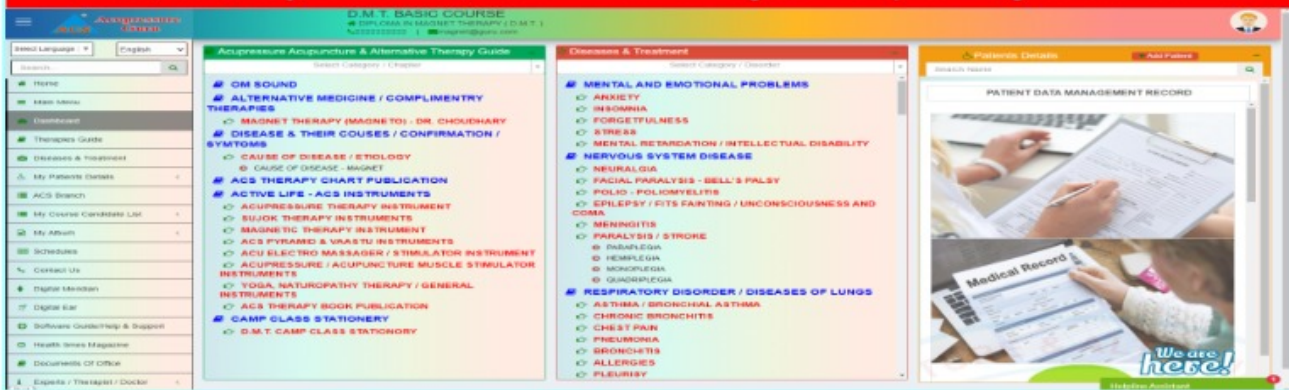 Acupressure
Guru
D.M.T. BASIC COURSE
DIPLOMA IN MAGNET THERAPY ( D.M.T. )
Select Language
English
Search...
Home
Main Menu
Dashboard
Therapies Guide
Diseases & Treatment
My Patients Details
ACS Branch
My Course Candidate List
My Album
Schedules
Contact Us
Digital Meridian
Digital Ear
Software Guide/Help & Support
Health times Magazine
Documents Of Office
Experts / Therapist / Doctor
Acupressure Acupuncture & Alternative Therapy Guide
Select Category / Chapter
OM SOUND
ALTERNATIVE MEDICINE / COMPLIMENTRY
THERAPIES
MAGNET THERAPY (MAGNETO) - DR. CHOUDHARY
DISEASE & THEIR COUSES / CONFIRMATION /
SYMTOMS
CAUSE OF DISEASE / ETIOLOGY
CAUSE OF DISEASE - MAGNET
ACS THERAPY CHART PUBLICATION
ACTIVE LIFE - ACS INSTRUMENTS
ACUPRESSURE THERAPY INSTRUMENT
SUJOK THERAPY INSTRUMENTS
MAGNETIC THERAPY INSTRUMENT
ACS PYRAMID & VAASTU INSTRUMENTS
ACU ELECTRO MASSAGER / STIMULATOR INSTRUMENT
ACUPRESSURE / ACUPUNCTURE MUSCLE STIMULATOR
INSTRUMENTS
YOGA, NATUROPATHY THERAPY / GENERAL
INSTRUMENTS
ACS THERAPY BOOK PUBLICATION
CAMP CLASS STATIONERY
D.M.T. CAMP CLASS STATIONORY
Diseases & Treatment
Select Category / Disorder
MENTAL AND EMOTIONAL PROBLEMS
ANXIETY
INSOMNIA
FORGETFULNESS
STRESS
MENTAL RETARDATION / INTELLECTUAL DISABILITY
NERVOUS SYSTEM DISEASE
NEURALGIA
FACIAL PARALYSIS - BELL'S PALSY
POLIO - POLIOMYELITIS
EPILEPSY / FITS FAINTING / UNCONSCIOUSNESS AND
COMA
MENINGITIS
PARALYSIS / STROKE
PARAPLEGIA
HEMIPLEGIA
MONOPLEGIA
QUADRIPLEGIA
RESPIRATORY DISORDER / DISEASES OF LUNGS
ASTHMA / BRONCHIAL ASTHMA
CHRONIC BRONCHITIS
CHEST PAIN
PNEUMONIA
BRONCHITIS
ALLERGIES
PLEURISY
Patients Details
Add Patient
Search Name
PATIENT DATA MANAGEMENT RECORD
Medical Record
We are
here!
Helpline Assistant